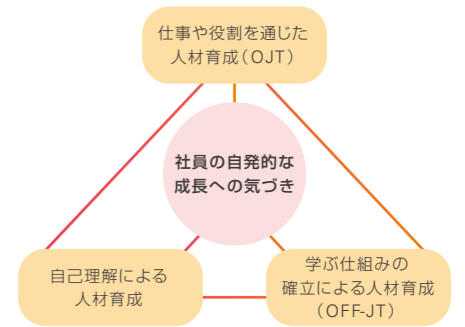 仕事や役割を通じた
人材育成（OJT）
社員の自発的な
成長への気づき
自己理解による
人材育成
学ぶ仕組みの
確立による人材育成
（OFF-JT）